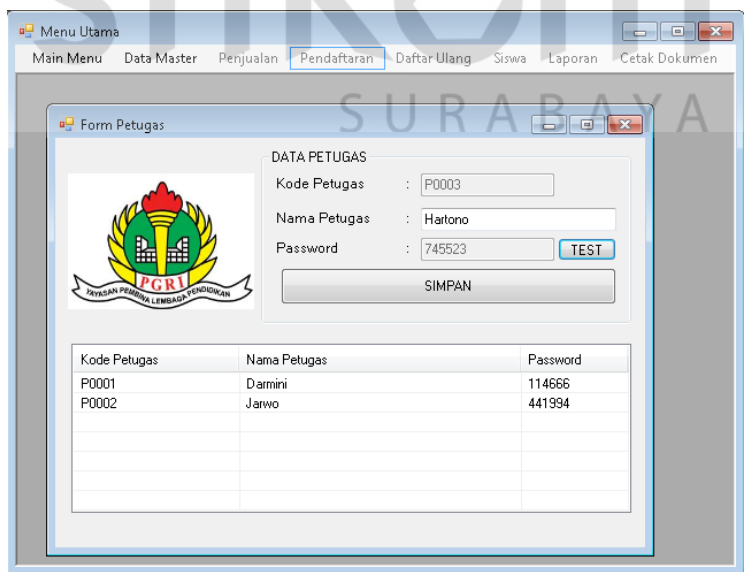 Menu Utama
Main Menu Data Master Penjualan Pendaftaran Daftar Ulang Siswa Laporan Cetak Dokumen
SURABAYA
Form Petugas
DATA PETUGAS
Kode Petugas : P0003
Nama Petugas : Hartono
Password : 745523 TEST
SIMPAN
PGRI
YAYASAN PEMBINA LEMBAGA PENDIDIKAN
Kode Petugas Nama Petugas Password
P0001 Darmini 114666
P0002 Jarwo 441994